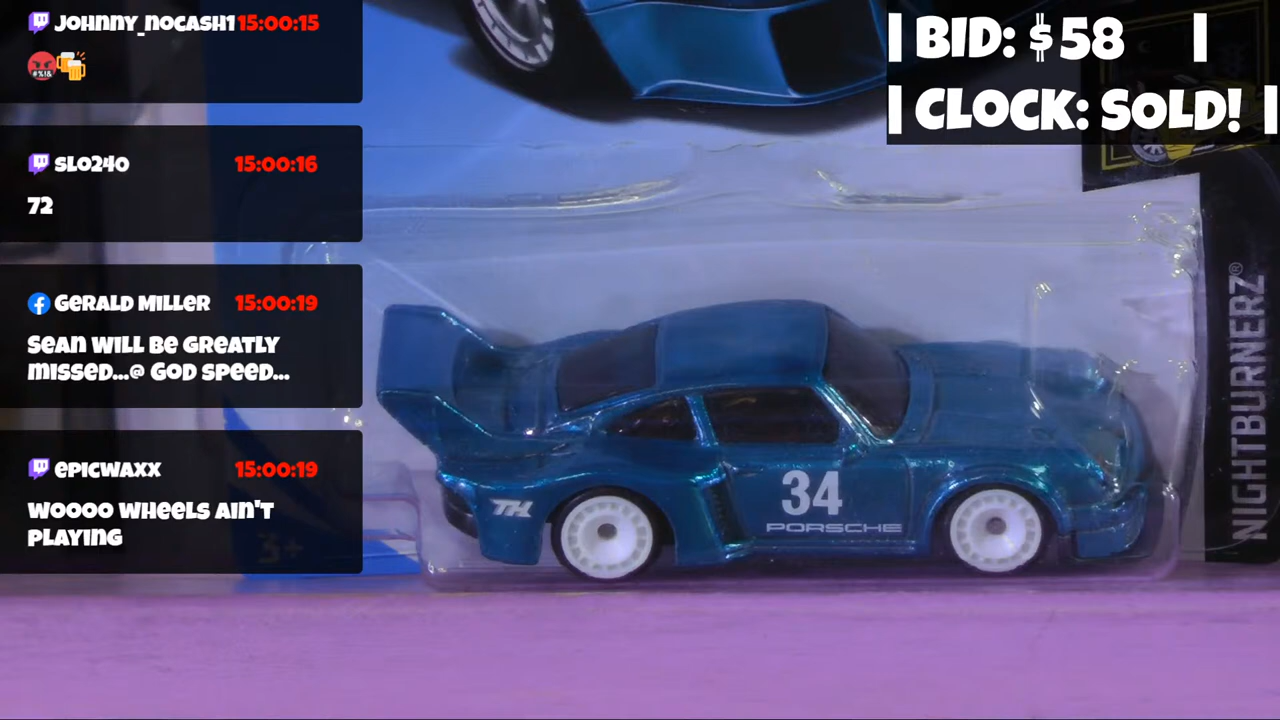 Johnny_nocash1 15:00:15
SLO240 15:00:16
72
Gerald Miller 15:00:19
Sean will be greatly
missed...@ God speed...
epicwaxx 15:00:19
Woooo wheels ain't
playing
3+
| BID: $58 |
| CLOCK: SOLD! |
NIGHTBURNERZ®
TH
34
PORSCHE